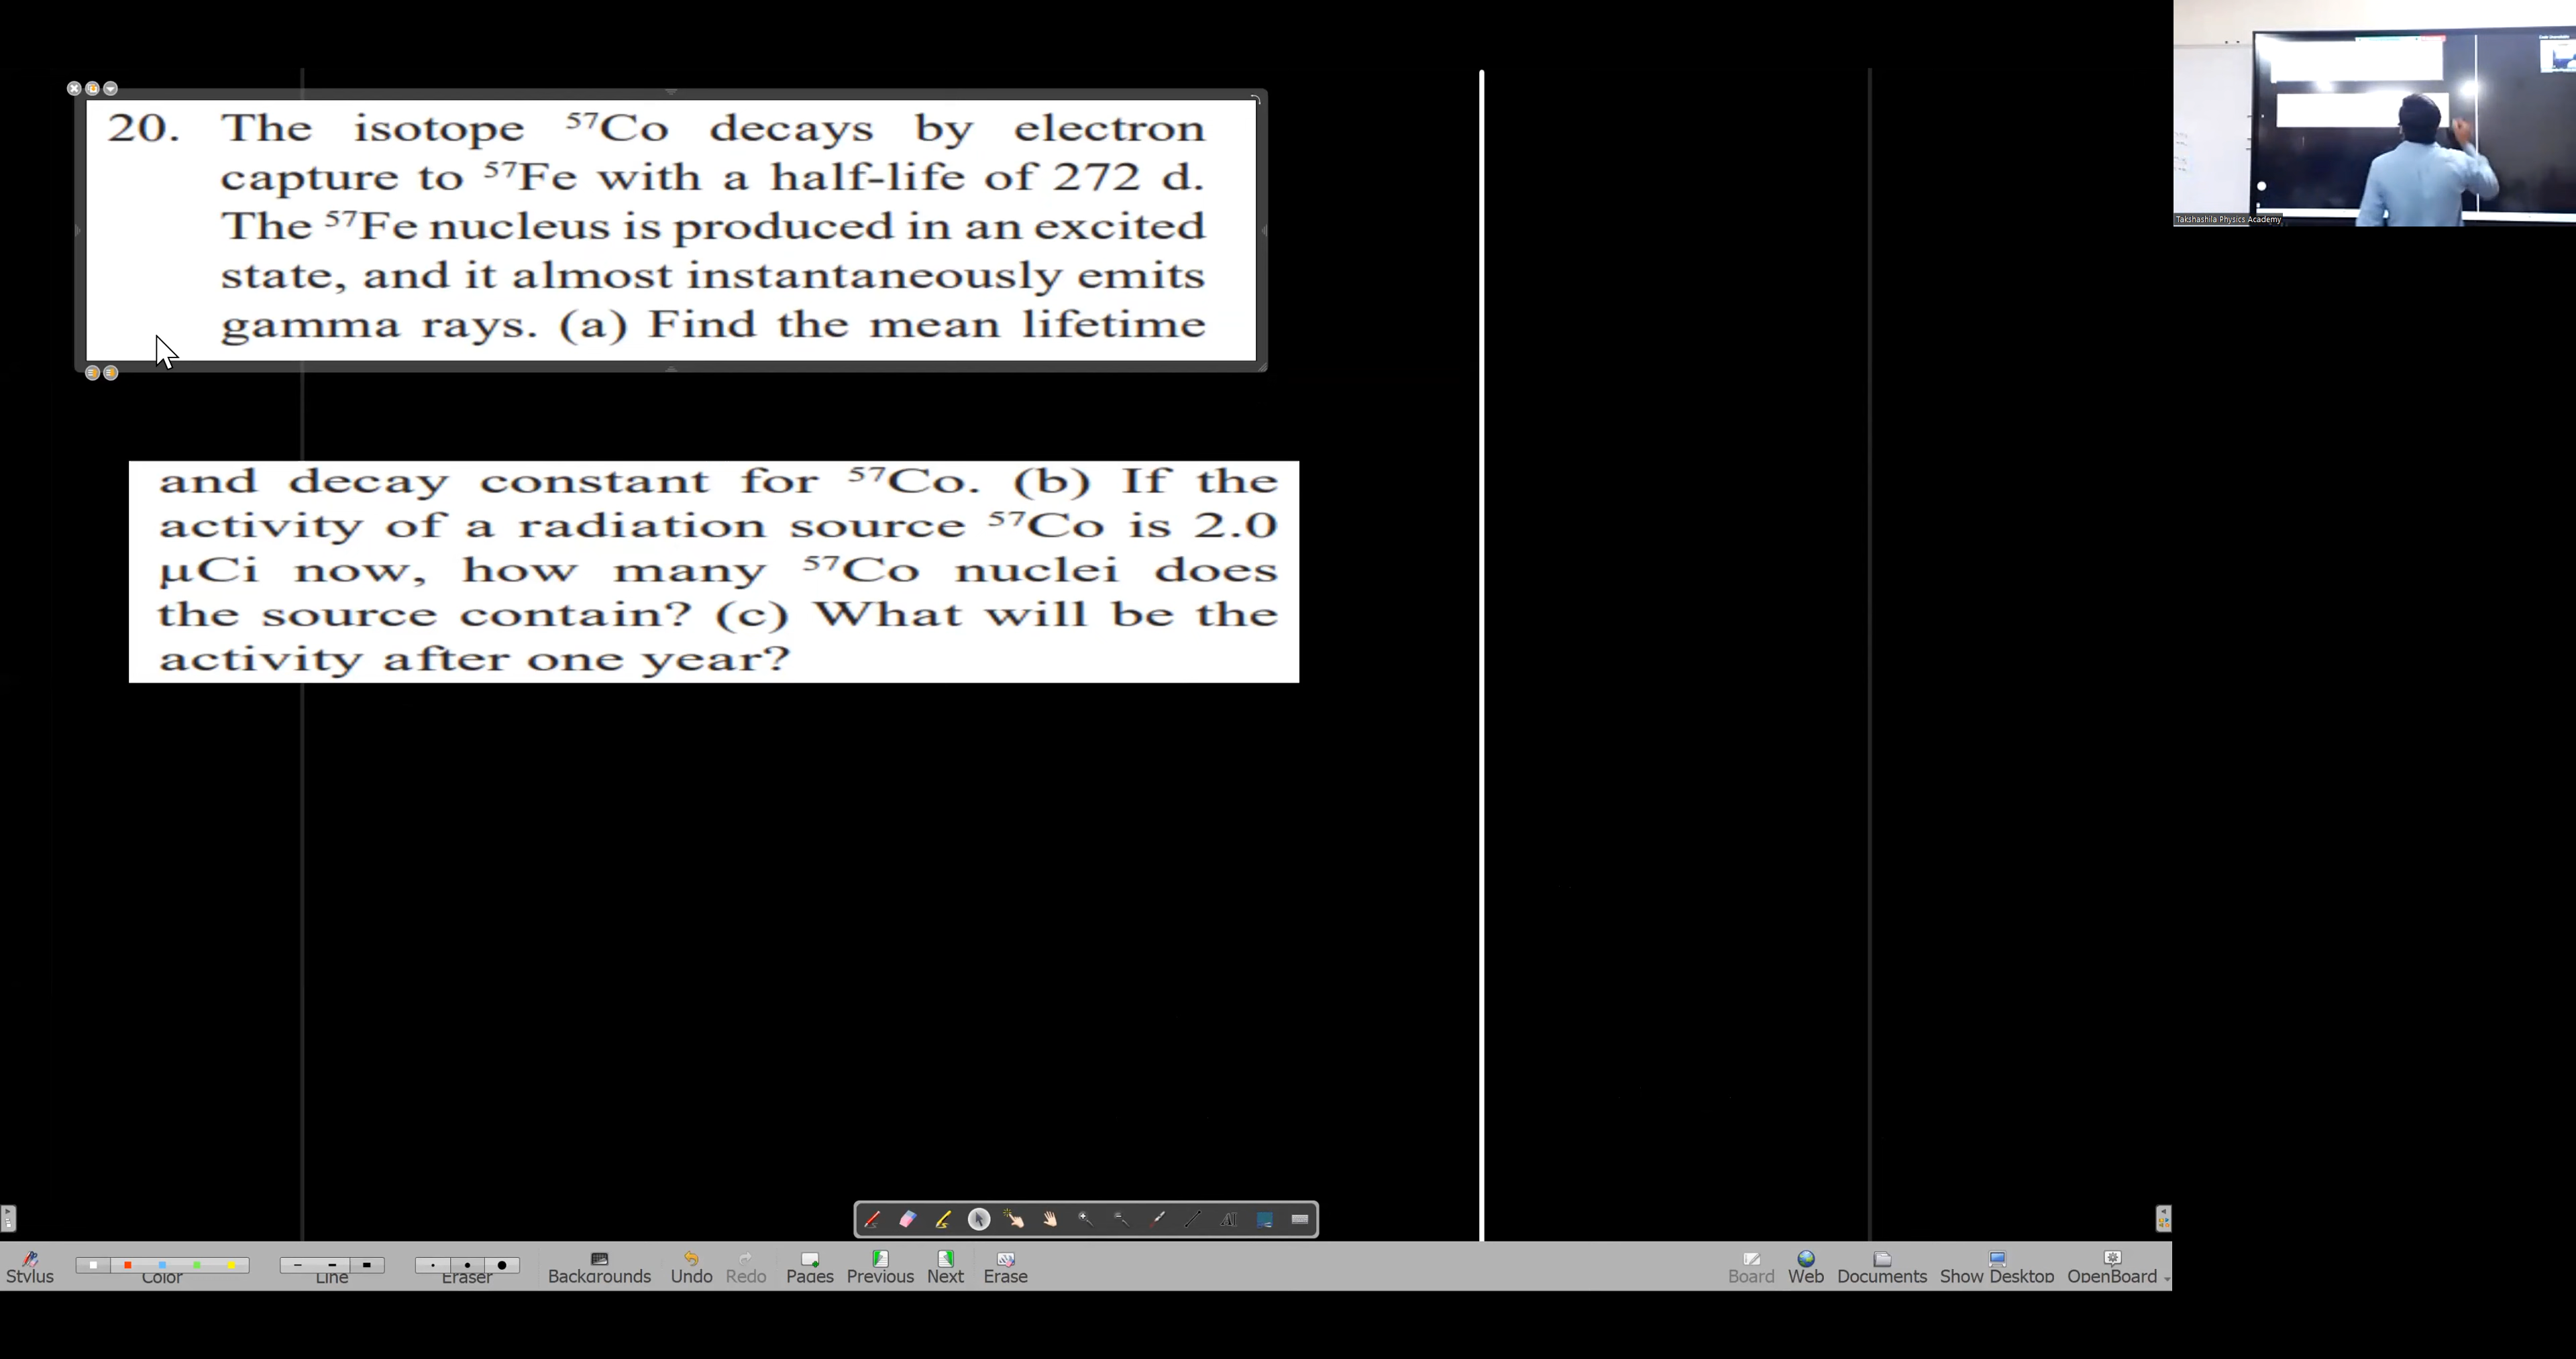 20. The isotope ⁵⁷Co decays by electron
capture to ⁵⁷Fe with a half-life of 272 d.
The ⁵⁷Fe nucleus is produced in an excited
state, and it almost instantaneously emits
gamma rays. (a) Find the mean lifetime
and decay constant for ⁵⁷Co. (b) If the
activity of a radiation source ⁵⁷Co is 2.0
μCi now, how many ⁵⁷Co nuclei does
the source contain? (c) What will be the
activity after one year?
Takshashila Physics Academy
Stylus Color Line Eraser Backgrounds Undo Redo Pages Previous Next Erase Board Web Documents Show Desktop OpenBoard